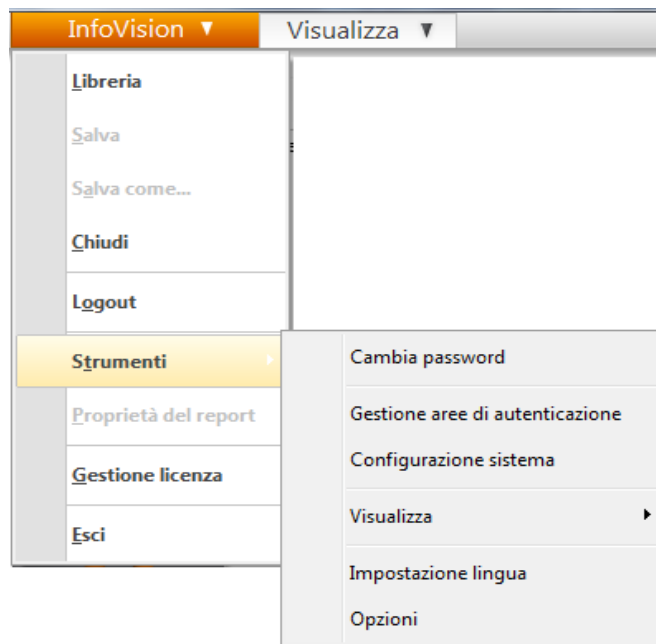 InfoVision ▼ Visualizza ▼
Libreria
Salva
Salva come...
Chiudi
Logout
Strumenti
Proprietà del report
Gestione licenza
Esci
Cambia password
Gestione aree di autenticazione
Configurazione sistema
Visualizza
Impostazione lingua
Opzioni